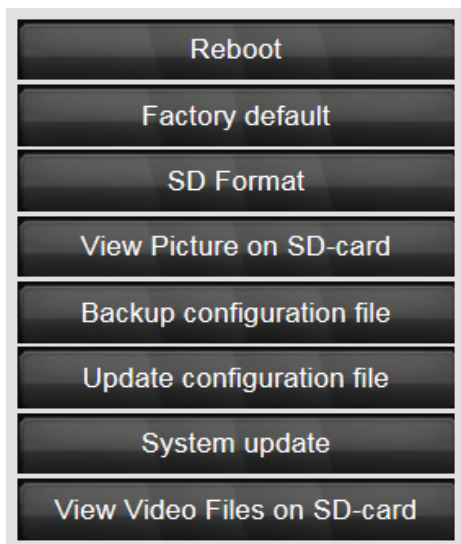 Reboot
Factory default
SD Format
View Picture on SD-card
Backup configuration file
Update configuration file
System update
View Video Files on SD-card